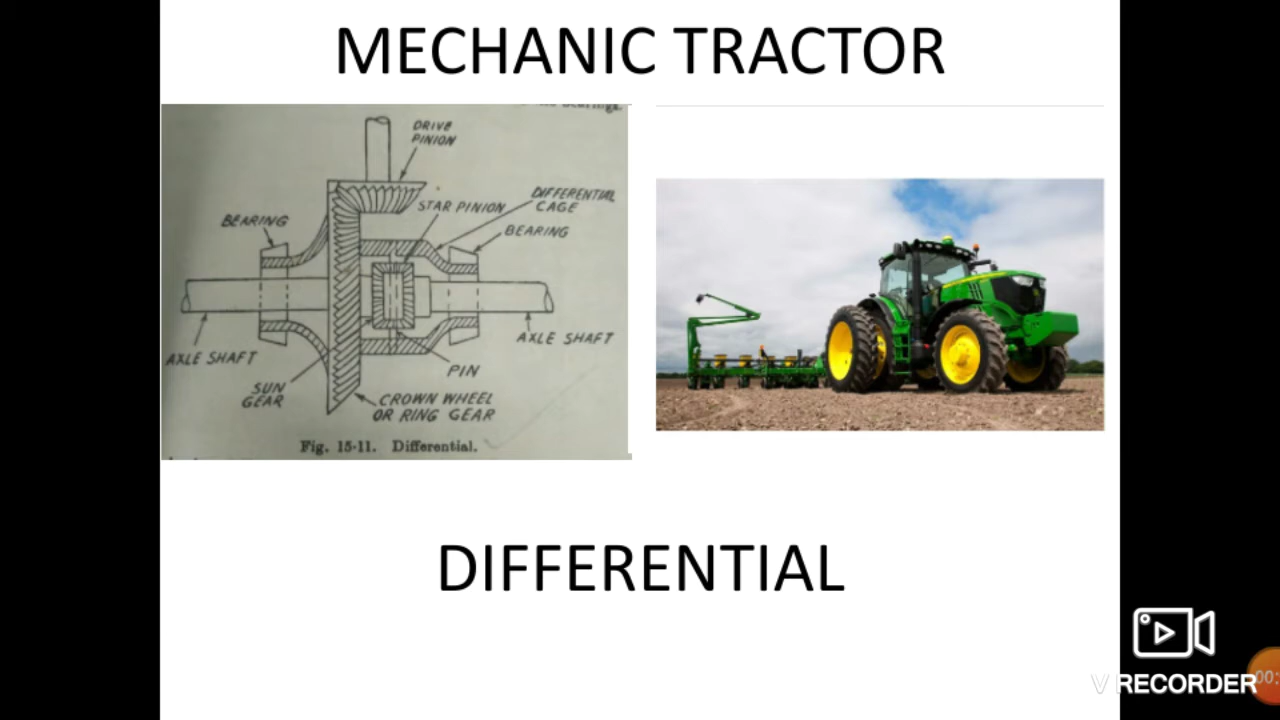 MECHANIC TRACTOR
DRIVE
PINION
DIFFERENTIAL
CAGE
STAR PINION
BEARING
BEARING
AXLE SHAFT
AXLE SHAFT
PIN
SUN
GEAR
CROWN WHEEL
OR RING GEAR
Fig. 15·11. Differential.
DIFFERENTIAL
V RECORDER
00: